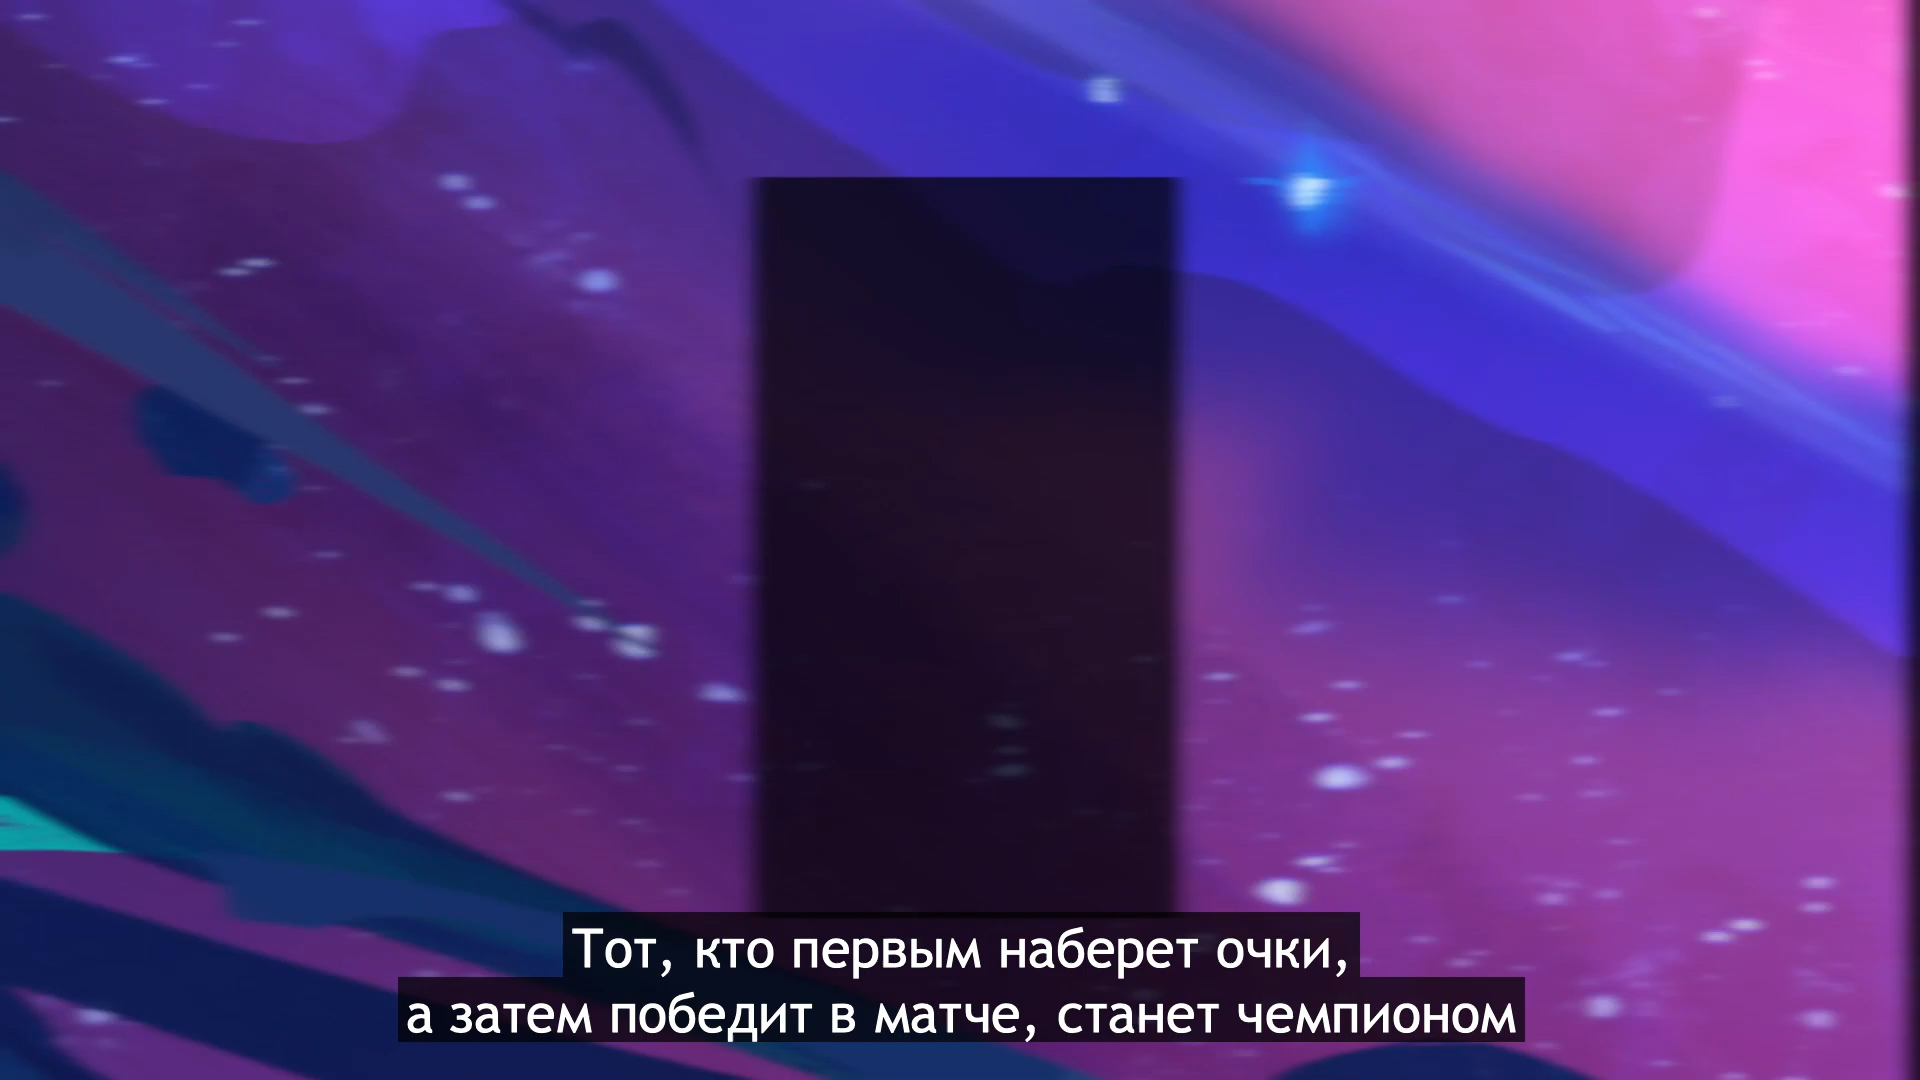 Тот, кто первым наберет очки,
а затем победит в матче, станет чемпионом